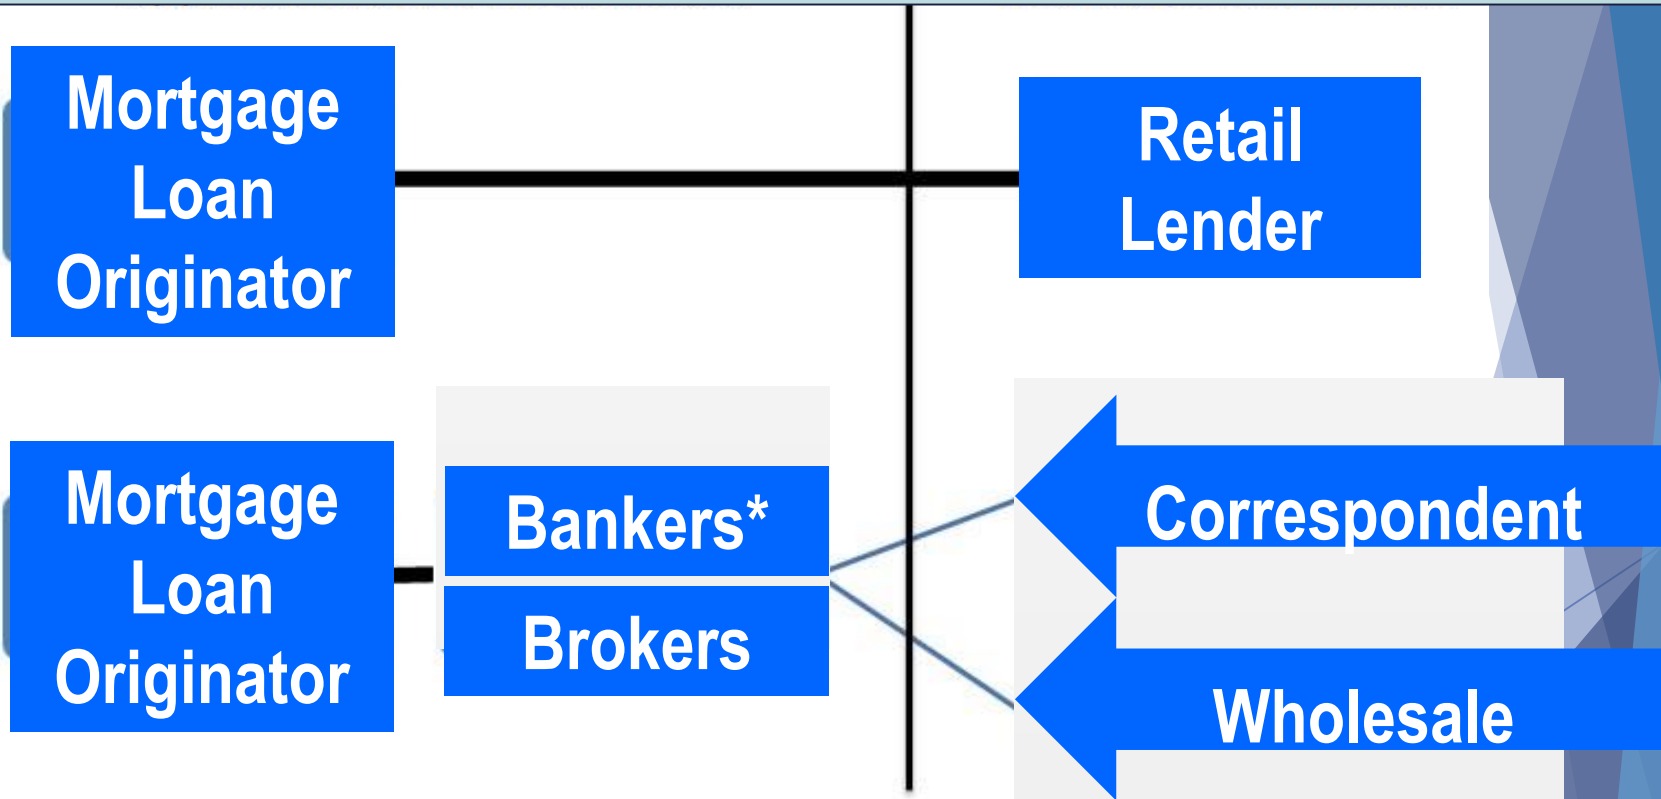 Mortgage
Loan
Originator
Retail
Lender
Mortgage
Loan
Originator
Bankers*
Brokers
Correspondent
Wholesale